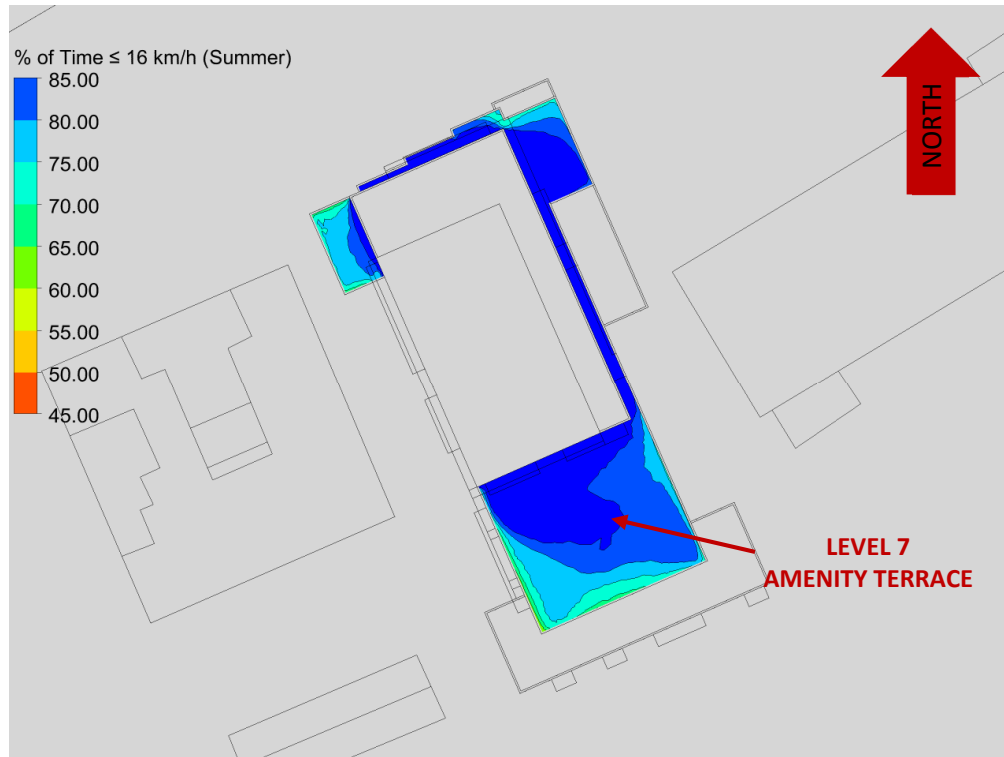 % of Time ≤ 16 km/h (Summer)
85.00
80.00
75.00
70.00
65.00
60.00
55.00
50.00
45.00
NORTH
LEVEL 7
AMENITY TERRACE